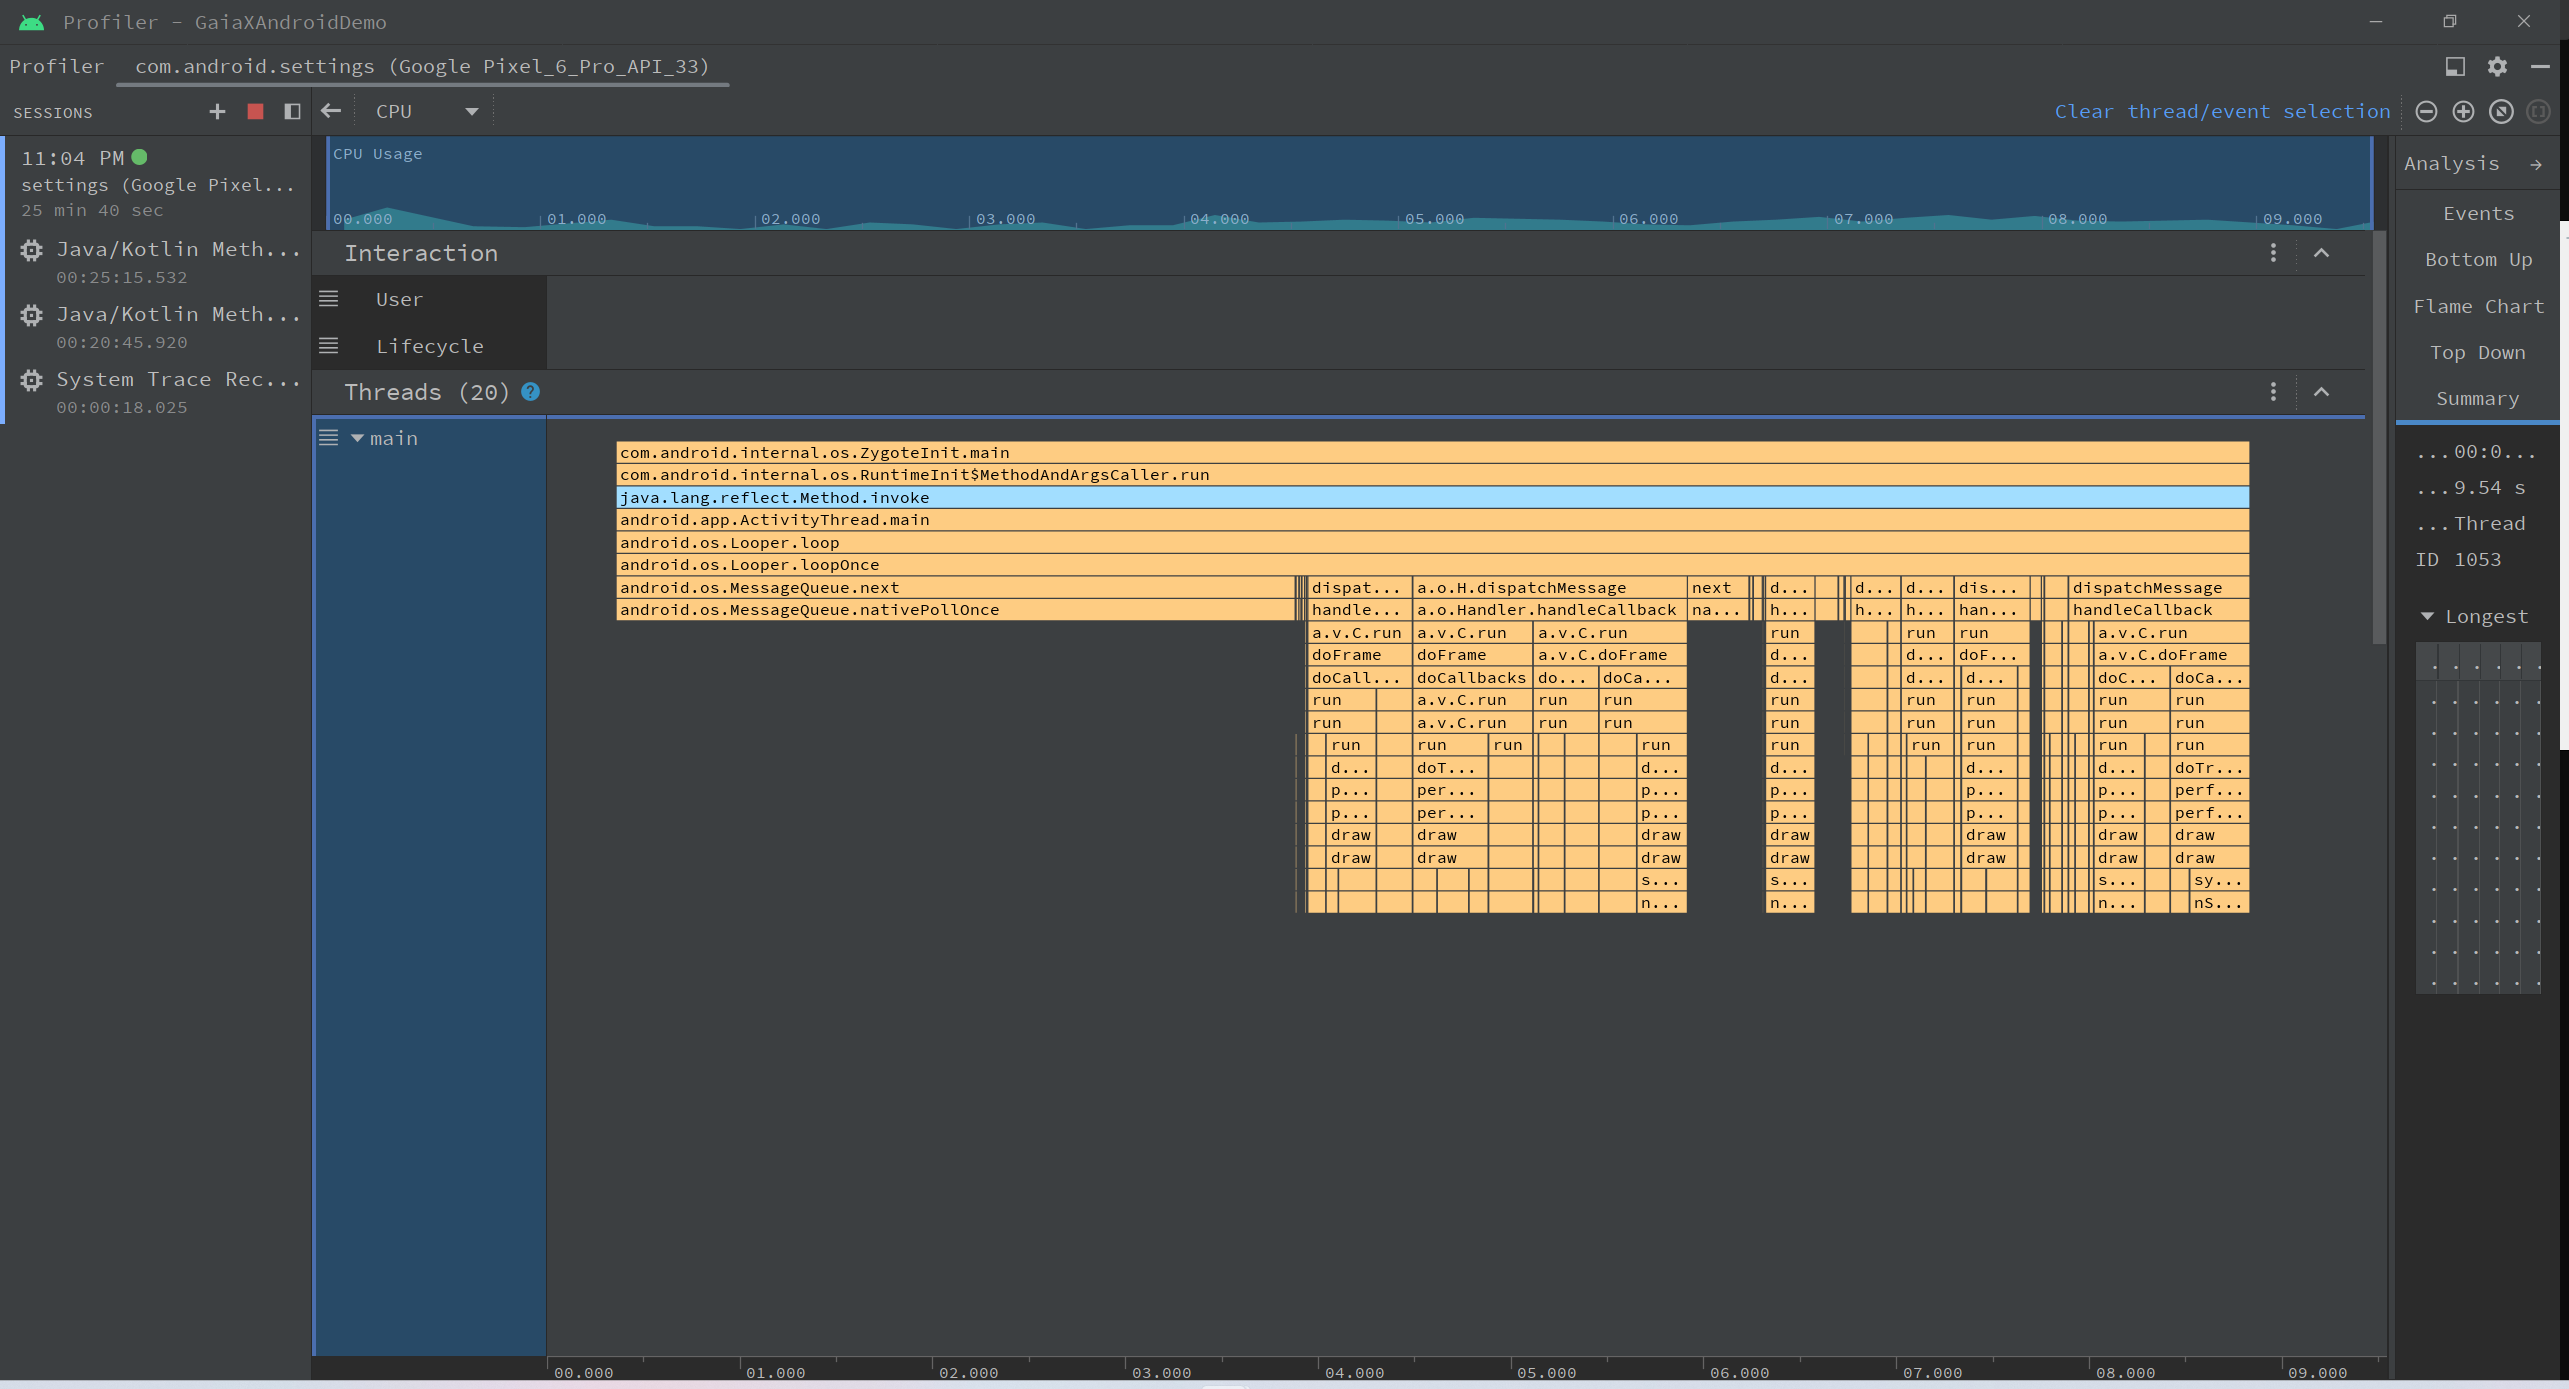 Profiler - GaiaXAndroidDemo
Profiler com.android.settings (Google Pixel_6_Pro_API_33)
SESSIONS CPU Clear thread/event selection
11:04 PM
settings (Google Pixel...
25 min 40 sec
Java/Kotlin Meth...
00:25:15.532
Java/Kotlin Meth...
00:20:45.920
System Trace Rec...
00:00:18.025
CPU Usage
00.000 01.000 02.000 03.000 04.000 05.000 06.000 07.000 08.000 09.000
Interaction
User
Lifecycle
Threads (20) ?
main
com.android.internal.os.ZygoteInit.main
com.android.internal.os.RuntimeInit$MethodAndArgsCaller.run
java.lang.reflect.Method.invoke
android.app.ActivityThread.main
android.os.Looper.loop
android.os.Looper.loopOnce
android.os.MessageQueue.next dispat... a.o.H.dispatchMessage next d... d... d... dis... dispatchMessage
android.os.MessageQueue.nativePollOnce handle... a.o.Handler.handleCallback na... h... h... h... han... handleCallback
a.v.C.run a.v.C.run a.v.C.run run run run a.v.C.run
doFrame doFrame a.v.C.doFrame d... d... doF... a.v.C.doFrame
doCall... doCallbacks do... doCa... d... d... d... doC... doCa...
run a.v.C.run run run run run run run run
run a.v.C.run run run run run run run run
run run run run run run run run run
d... doT... d... d... d... d... doTr...
p... per... p... p... p... p... perf...
p... per... p... p... p... p... perf...
draw draw draw draw draw draw draw
draw draw draw draw draw draw draw
s... s... s... sy...
n... n... n... nS...
00.000 01.000 02.000 03.000 04.000 05.000 06.000 07.000 08.000 09.000
Analysis
Events
Bottom Up
Flame Chart
Top Down
Summary
...00:0...
...9.54 s
...Thread
ID 1053
Longest